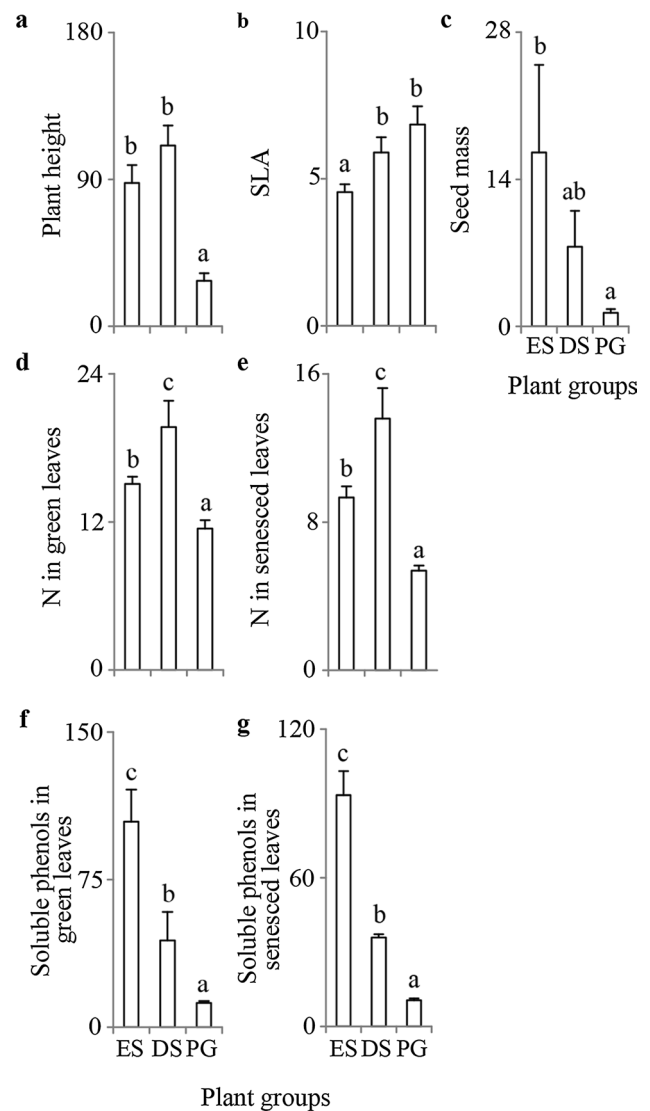 a
180
90
0
Plant height
b
b
a
b
10
5
0
SLA
a
b
b
c
28
14
0
Seed mass
b
ab
a
ES DS PG
Plant groups
d
24
12
0
N in green leaves
b
c
a
e
16
8
0
N in senesced leaves
b
c
a
f
150
75
0
Soluble phenols in
green leaves
c
b
a
ES DS PG
g
120
60
0
Soluble phenols in
senesced leaves
c
b
a
ES DS PG
Plant groups